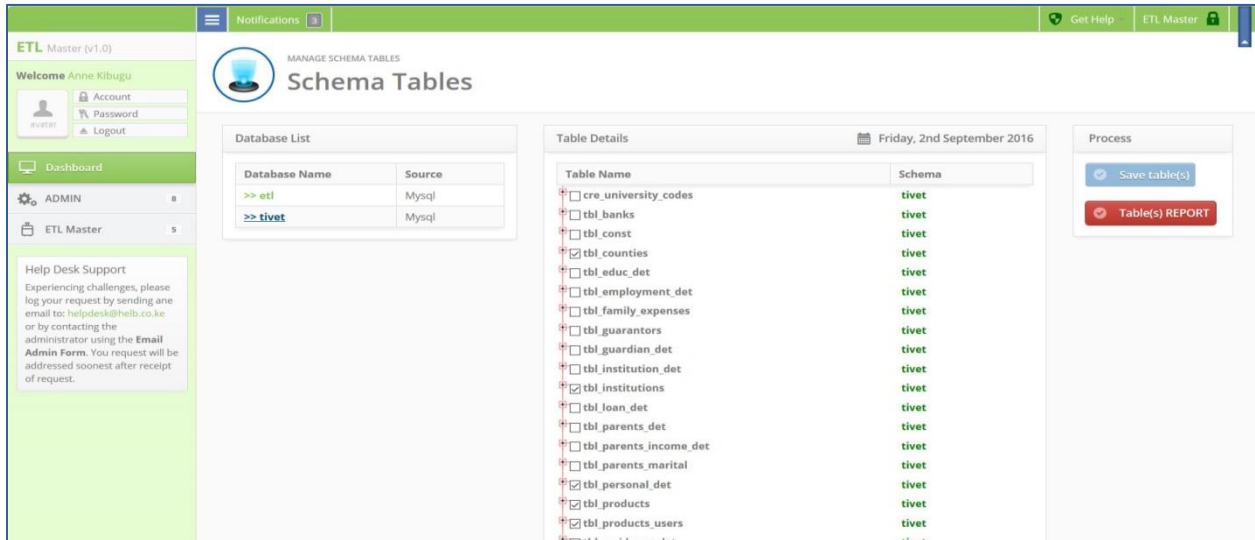 Notifications 3
Get Help
ETL Master
ETL Master (v1.0)
Welcome Anne Kibugu
avatar
Account
Password
Logout
Dashboard
ADMIN 8
ETL Master 5
Help Desk Support
Experiencing challenges, please
log your request by sending ane
email to: helpdesk@helb.co.ke
or by contacting the
administrator using the Email
Admin Form. You request will be
addressed soonest after receipt
of request.
MANAGE SCHEMA TABLES
Schema Tables
Database List
Database Name Source
>> etl Mysql
>> tivet Mysql
Table Details Friday, 2nd September 2016
Table Name Schema
cre_university_codes tivet
tbl_banks tivet
tbl_const tivet
tbl_counties tivet
tbl_educ_det tivet
tbl_employment_det tivet
tbl_family_expenses tivet
tbl_guarantors tivet
tbl_guardian_det tivet
tbl_institution_det tivet
tbl_institutions tivet
tbl_loan_det tivet
tbl_parents_det tivet
tbl_parents_income_det tivet
tbl_parents_marital tivet
tbl_personal_det tivet
tbl_products tivet
tbl_products_users tivet
Process
Save table(s)
Table(s) REPORT